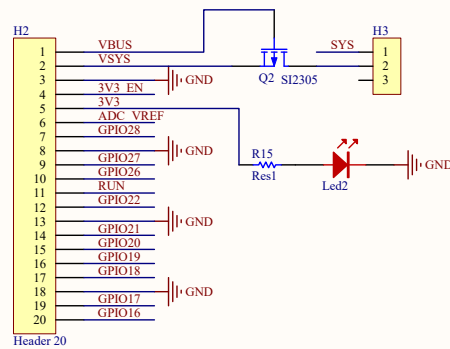 H2
H3
1 VBUS
SYS 1
2 VSYS
2
3 GND
Q2 SI2305
3
4 3V3_EN
5 3V3
6 ADC_VREF
7 GPIO28
8 GND
R15
9 GPIO27
GND
10 GPIO26
Res1
11 RUN
Led2
12 GPIO22
13 GND
14 GPIO21
15 GPIO20
16 GPIO19
17 GPIO18
18 GND
19 GPIO17
20 GPIO16
Header 20